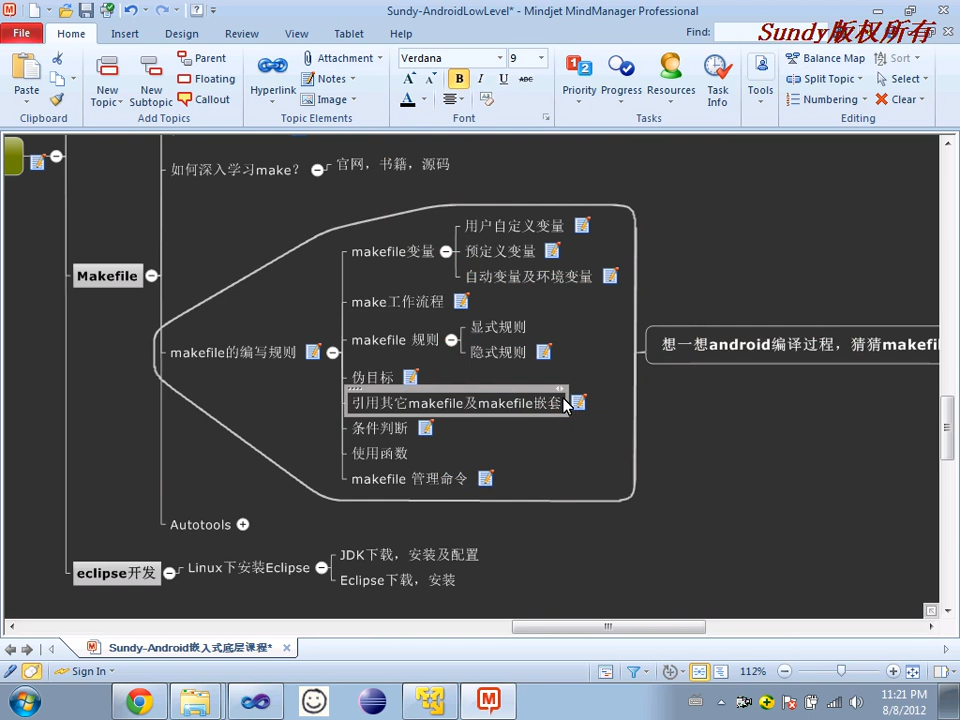 Sundy-AndroidLowLevel* - Mindjet MindManager Professional
File
Home
Insert
Design
Review
View
Tablet
Help
Find:
Sundy版权所有
Paste
New Topic
New Subtopic
Parent
Floating
Callout
Hyperlink
Attachment
Notes
Image
Verdana
9
B I U ABC
A
Priority
Progress
Resources
Task Info
Tools
Balance Map
Sort
Split Topic
Select
Numbering
Clear
Clipboard
Add Topics
Topic Elements
Font
Tasks
Editing
如何深入学习make？
官网，书籍，源码
用户自定义变量
makefile变量
预定义变量
Makefile
自动变量及环境变量
make工作流程
显式规则
makefile 规则
想一想android编译过程，猜猜makefi
makefile的编写规则
隐式规则
伪目标
引用其它makefile及makefile嵌套
条件判断
使用函数
makefile 管理命令
Autotools
JDK下载，安装及配置
eclipse开发
Linux下安装Eclipse
Eclipse下载，安装
Sundy-Android嵌入式底层课程*
Sign In
112%
11:21 PM
8/8/2012